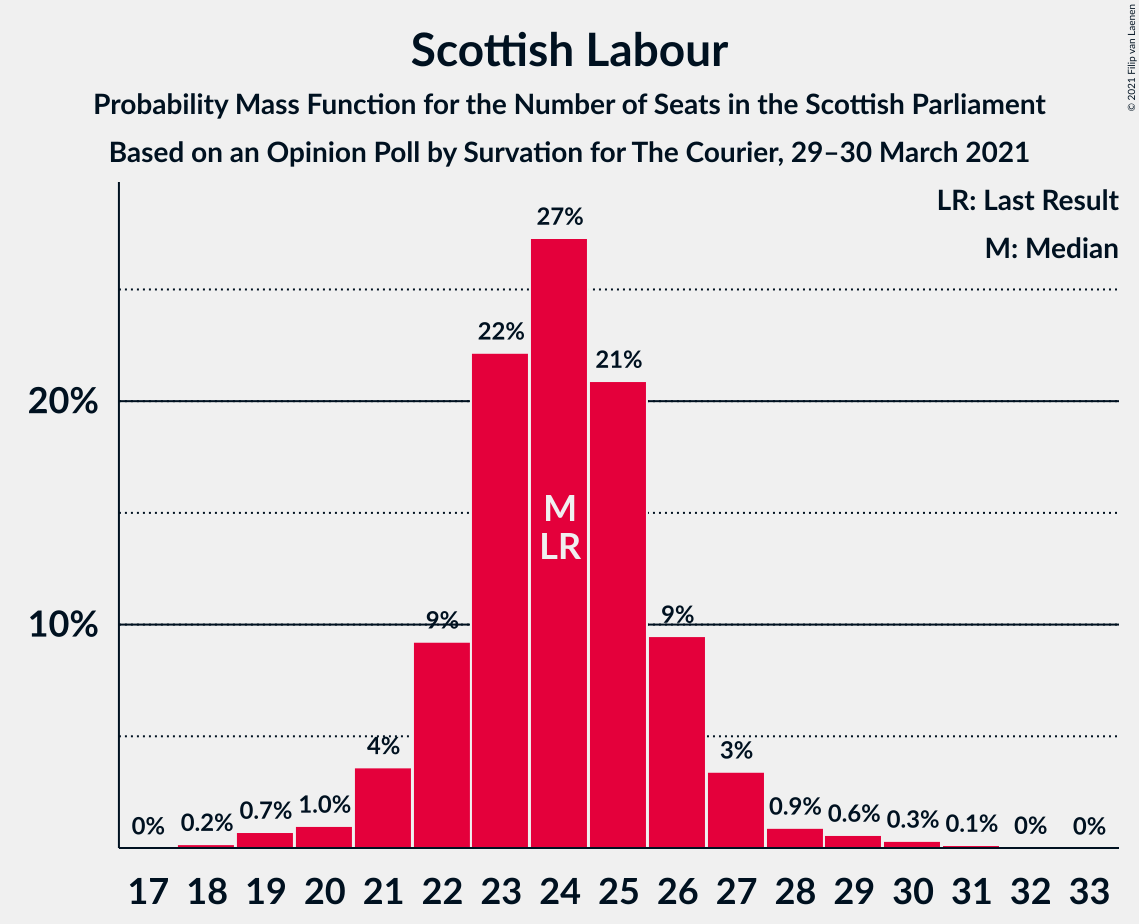 Scottish Labour
Probability Mass Function for the Number of Seats in the Scottish Parliament
Based on an Opinion Poll by Survation for The Courier, 29–30 March 2021
© 2021 Filip van Laenen
LR: Last Result
M: Median
20%
10%
0%
0.2%
0.7%
1.0%
4%
9%
22%
27%
21%
9%
3%
0.9%
0.6%
0.3%
0.1%
0%
0%
M
LR
17 18 19 20 21 22 23 24 25 26 27 28 29 30 31 32 33